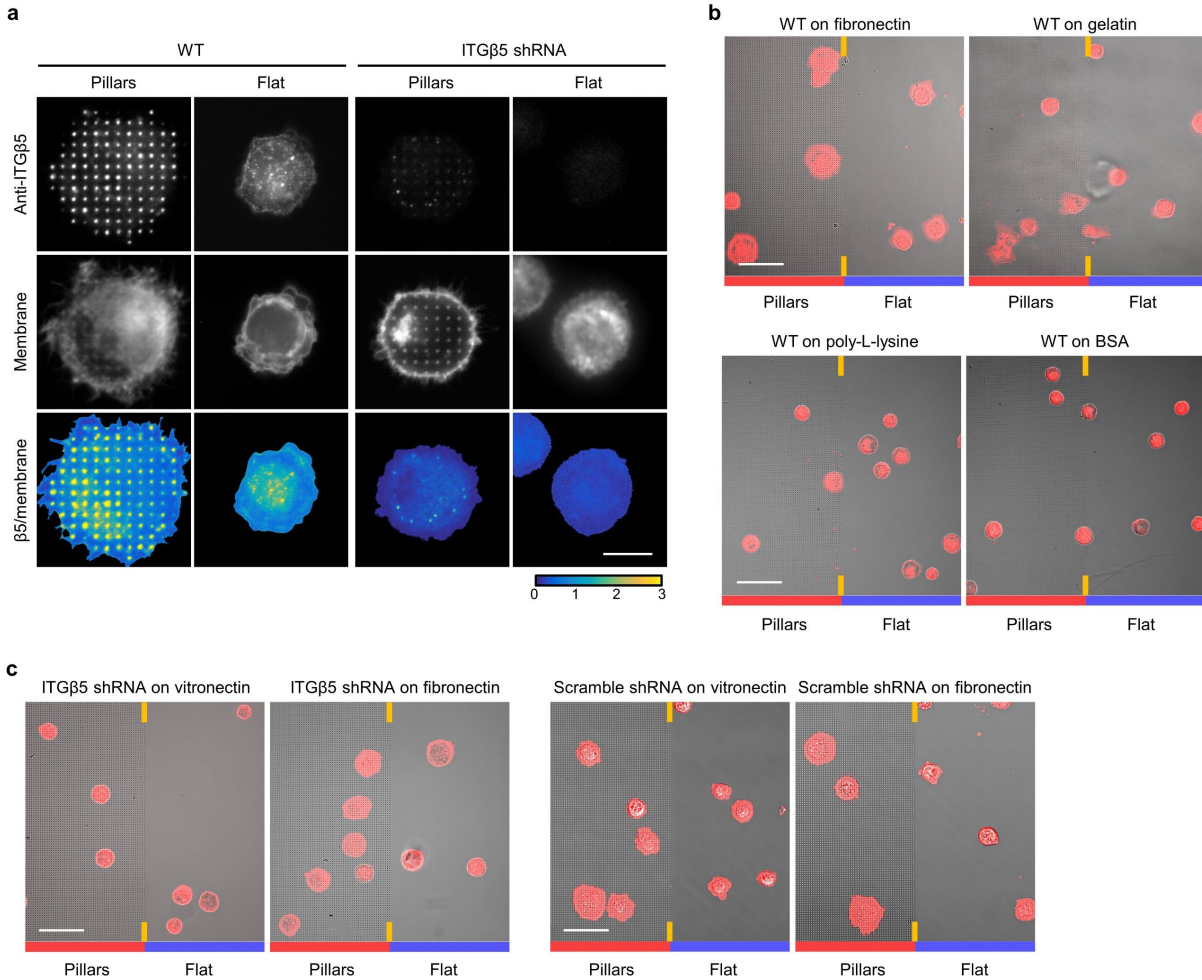 a
WT
ITGβ5 shRNA
Pillars
Flat
Pillars
Flat
Anti-ITGβ5
Membrane
β5/membrane
0 1 2 3
b
WT on fibronectin
WT on gelatin
Pillars
Flat
Pillars
Flat
WT on poly-L-lysine
WT on BSA
Pillars
Flat
Pillars
Flat
c
ITGβ5 shRNA on vitronectin
ITGβ5 shRNA on fibronectin
Scramble shRNA on vitronectin
Scramble shRNA on fibronectin
Pillars
Flat
Pillars
Flat
Pillars
Flat
Pillars
Flat